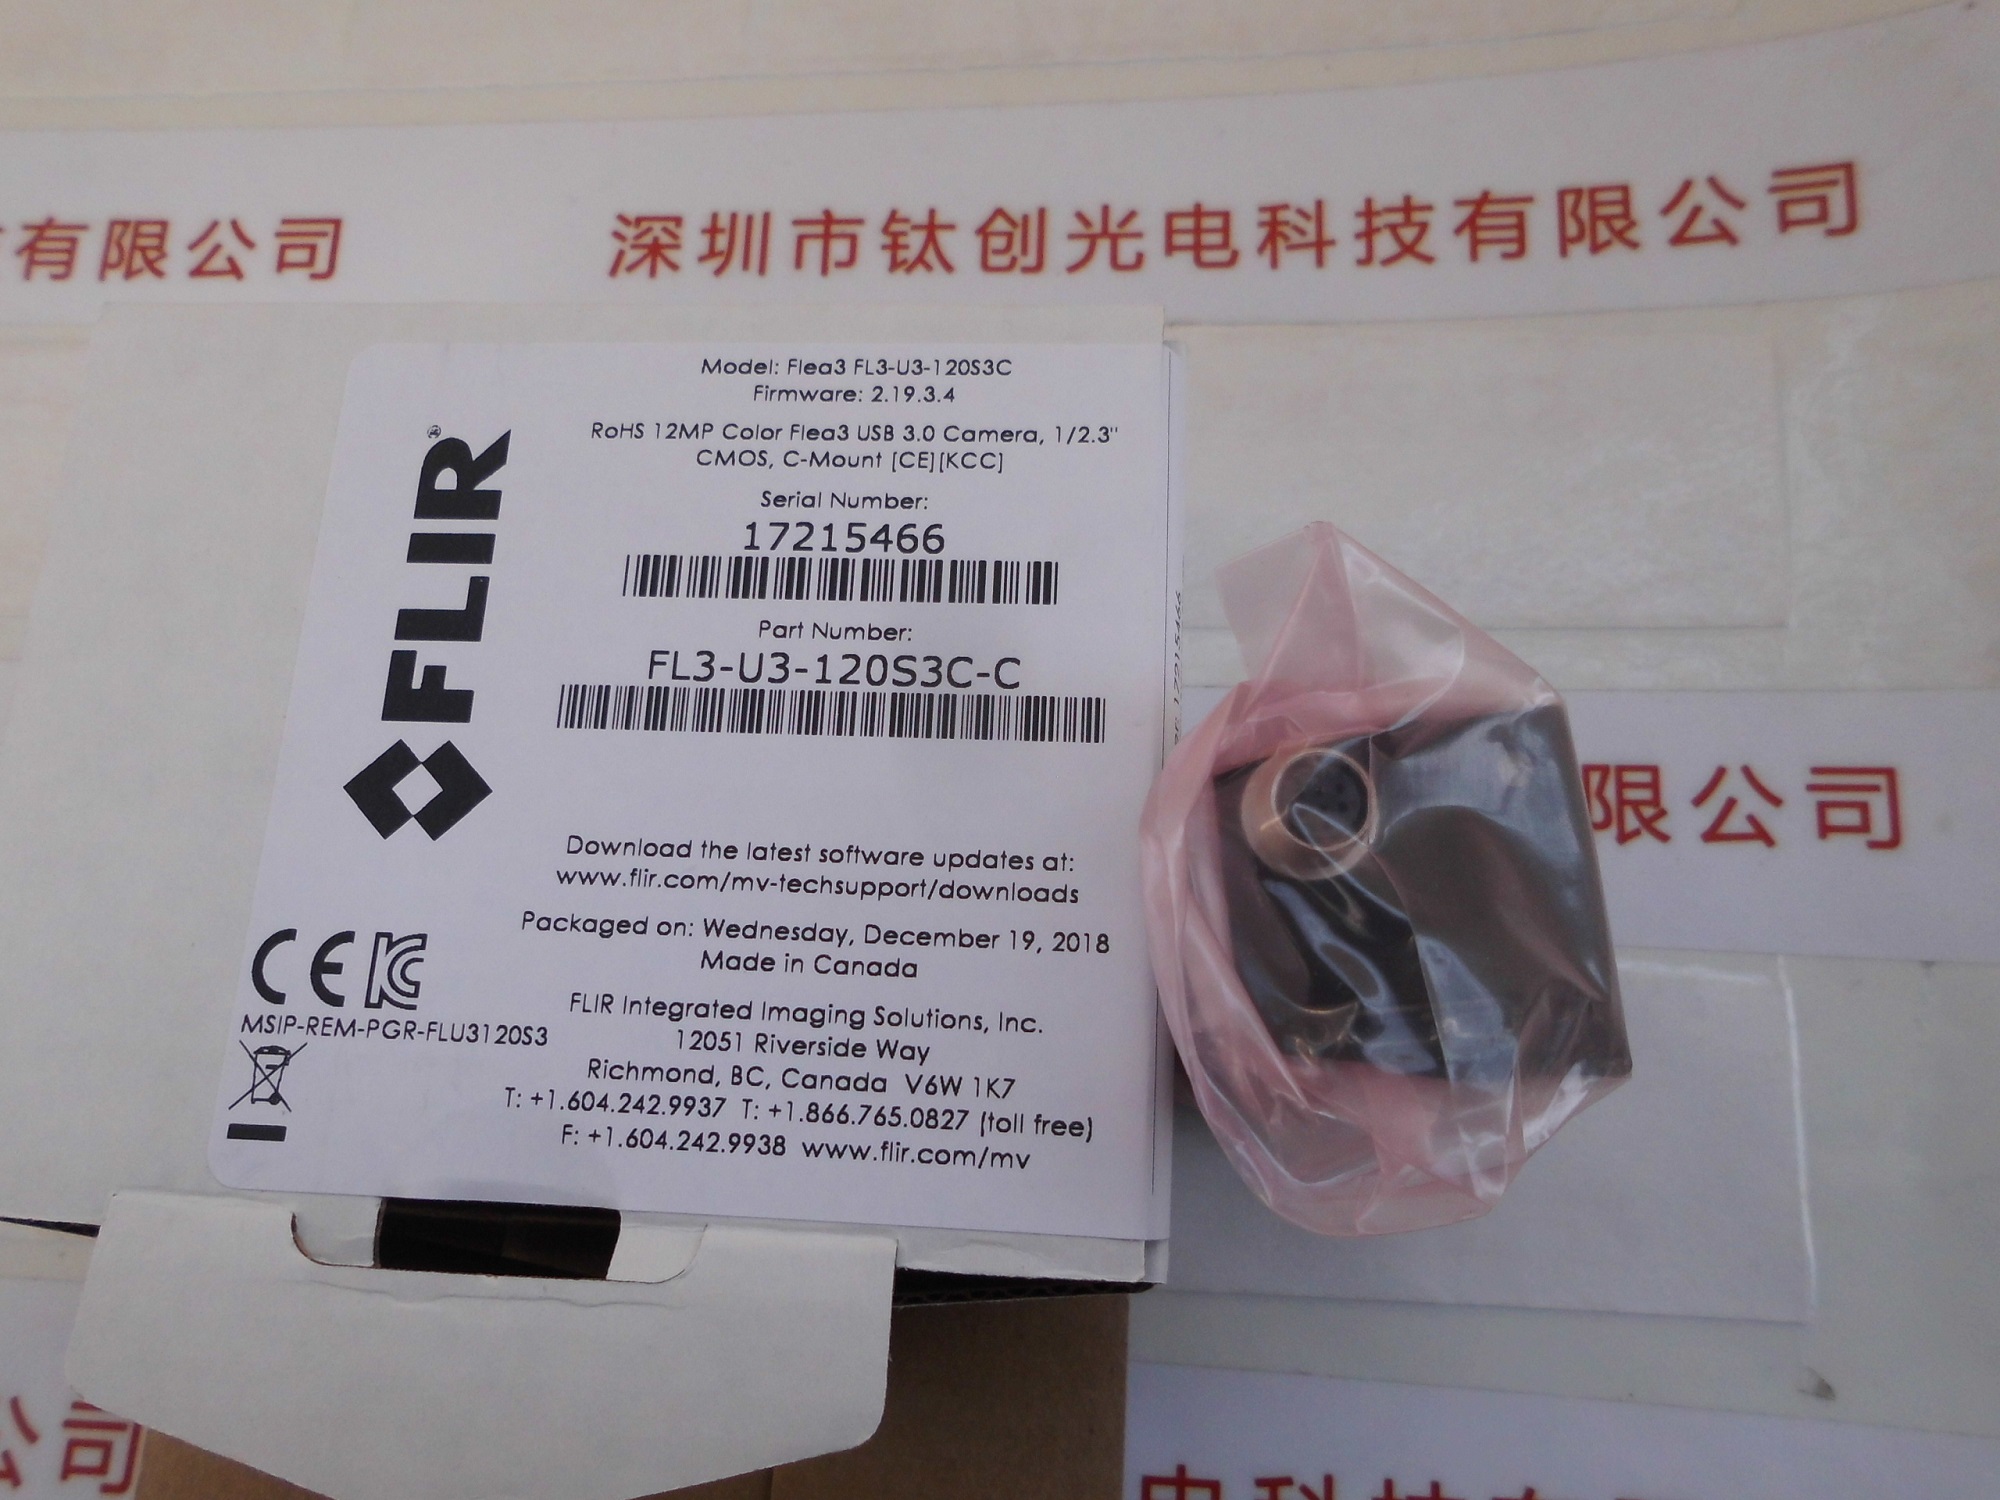 有限公司
深圳市钛创光电科技有限公司
Model: Flea3 FL3-U3-120S3C
Firmware: 2.19.3.4
RoHS 12MP Color Flea3 USB 3.0 Camera, 1/2.3"
CMOS, C-Mount [CE][KCC]
Serial Number:
17215466
Part Number:
FL3-U3-120S3C-C
FLIR
限公司
Download the latest software updates at:
www.flir.com/mv-techsupport/downloads
Packaged on: Wednesday, December 19, 2018
Made in Canada
CE KC
MSIP-REM-PGR-FLU3120S3
FLIR Integrated Imaging Solutions, Inc.
12051 Riverside Way
Richmond, BC, Canada V6W 1K7
T: +1.604.242.9937 T: +1.866.765.0827 (toll free)
F: +1.604.242.9938 www.flir.com/mv
公司
电科技有